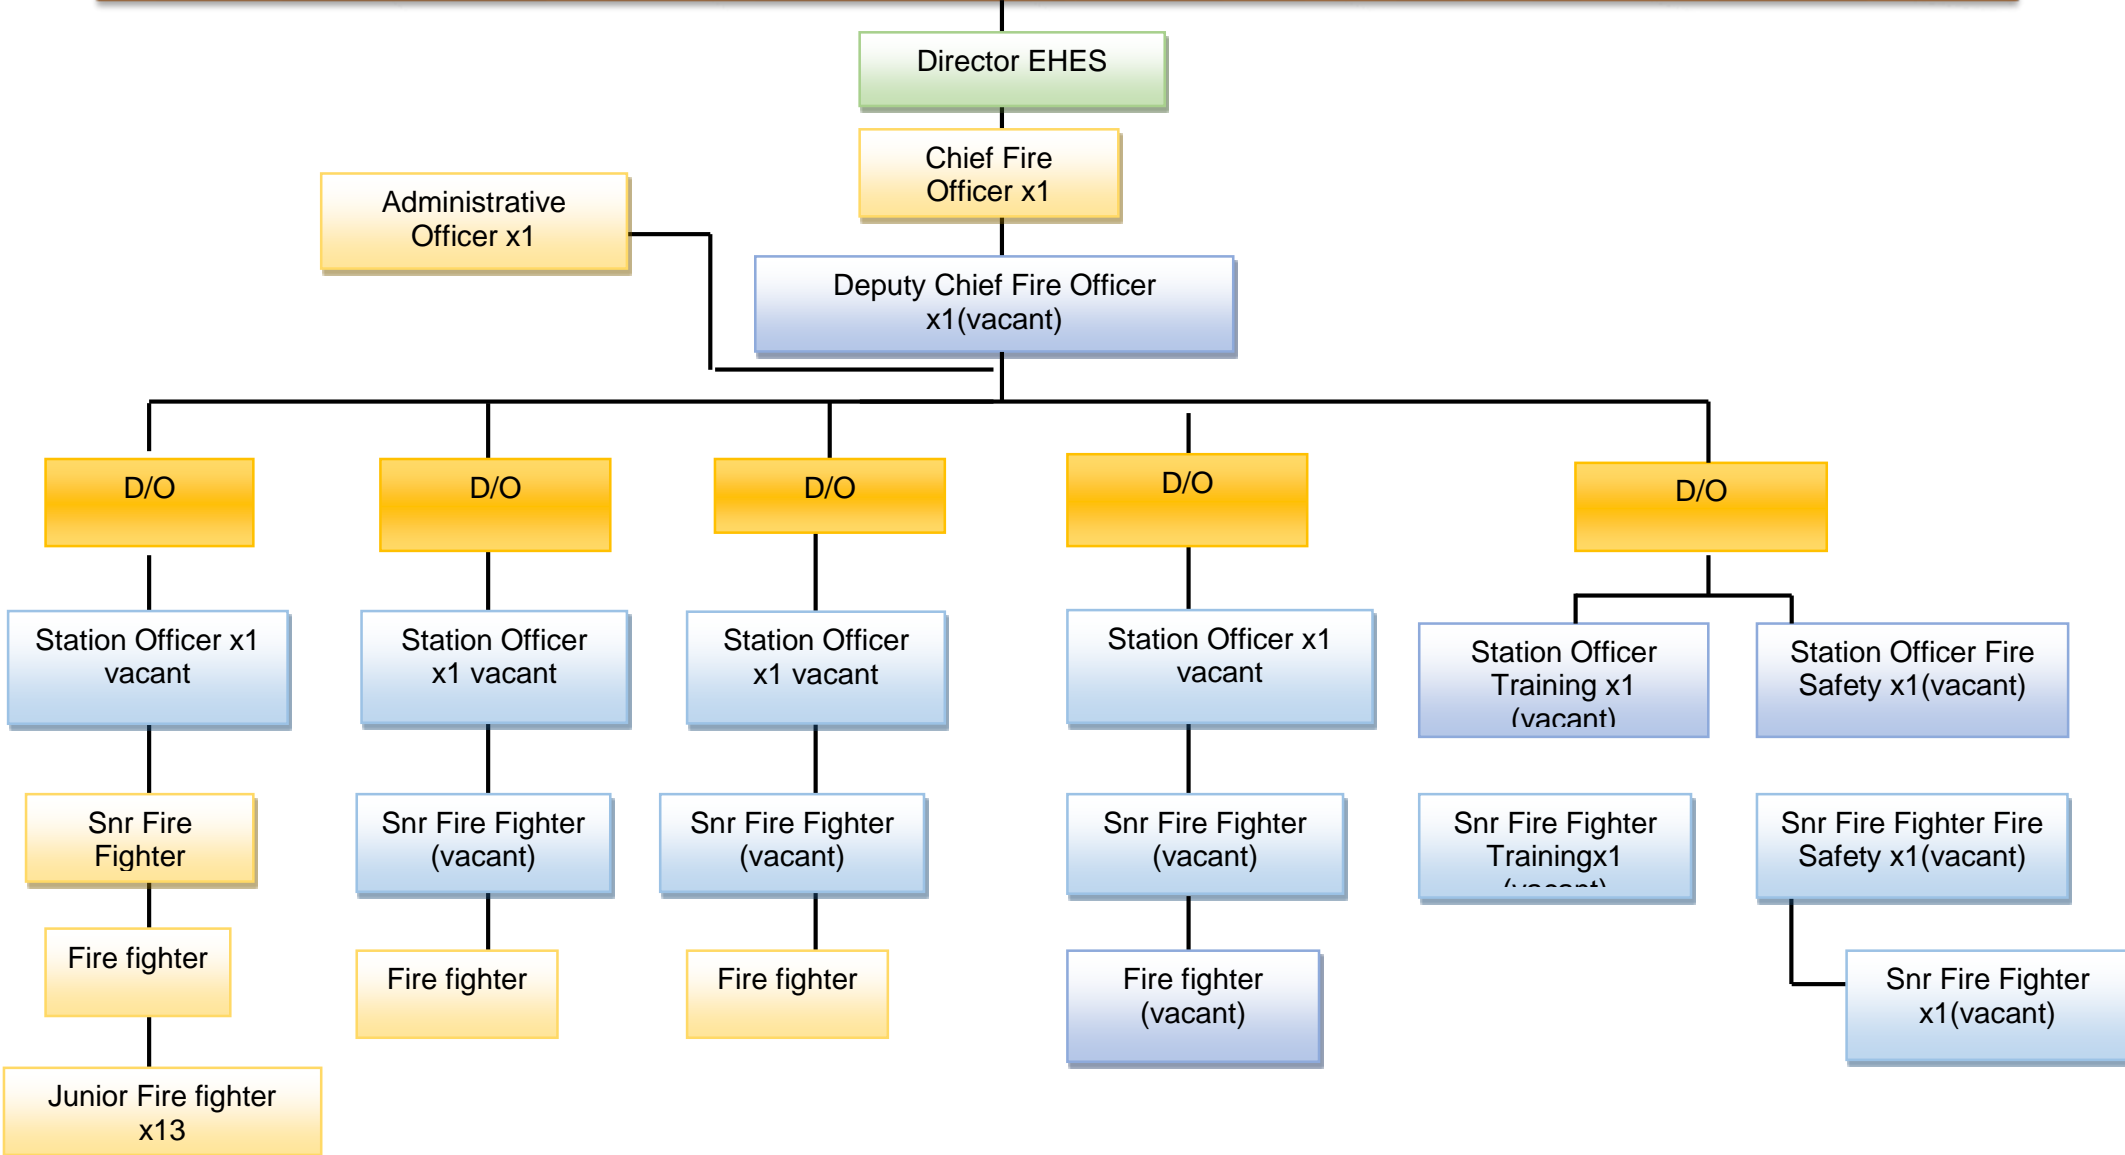 Director EHES
Chief Fire
Officer x1
Administrative
Officer x1
Deputy Chief Fire Officer
x1(vacant)
D/O
D/O
D/O
D/O
D/O
Station Officer x1
vacant
Station Officer
x1 vacant
Station Officer
x1 vacant
Station Officer x1
vacant
Station Officer
Training x1
(vacant)
Station Officer Fire
Safety x1(vacant)
Snr Fire
Fighter
Snr Fire Fighter
(vacant)
Snr Fire Fighter
(vacant)
Snr Fire Fighter
(vacant)
Snr Fire Fighter
Trainingx1
(vacant)
Snr Fire Fighter Fire
Safety x1(vacant)
Fire fighter
Fire fighter
Fire fighter
Fire fighter
(vacant)
Snr Fire Fighter
x1(vacant)
Junior Fire fighter
x13